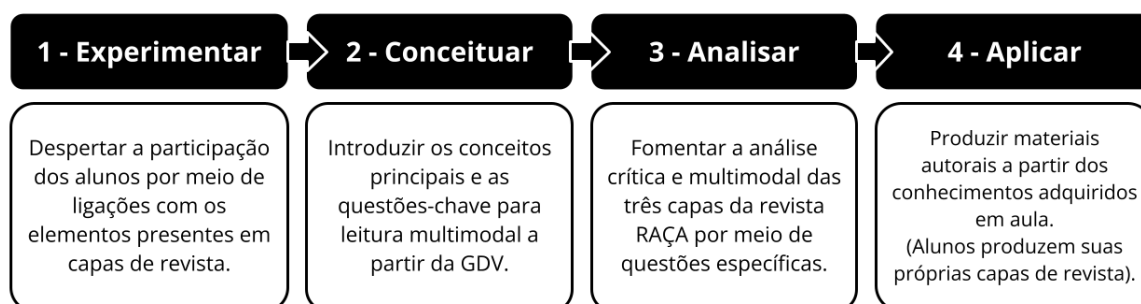 1 - Experimentar
Despertar a participação
dos alunos por meio de
ligações com os
elementos presentes em
capas de revista.
2 - Conceituar
Introduzir os conceitos
principais e as
questões-chave para
leitura multimodal a
partir da GDV.
3 - Analisar
Fomentar a análise
crítica e multimodal das
três capas da revista
RAÇA por meio de
questões específicas.
4 - Aplicar
Produzir materiais
autorais a partir dos
conhecimentos adquiridos
em aula.
(Alunos produzem suas
próprias capas de revista).